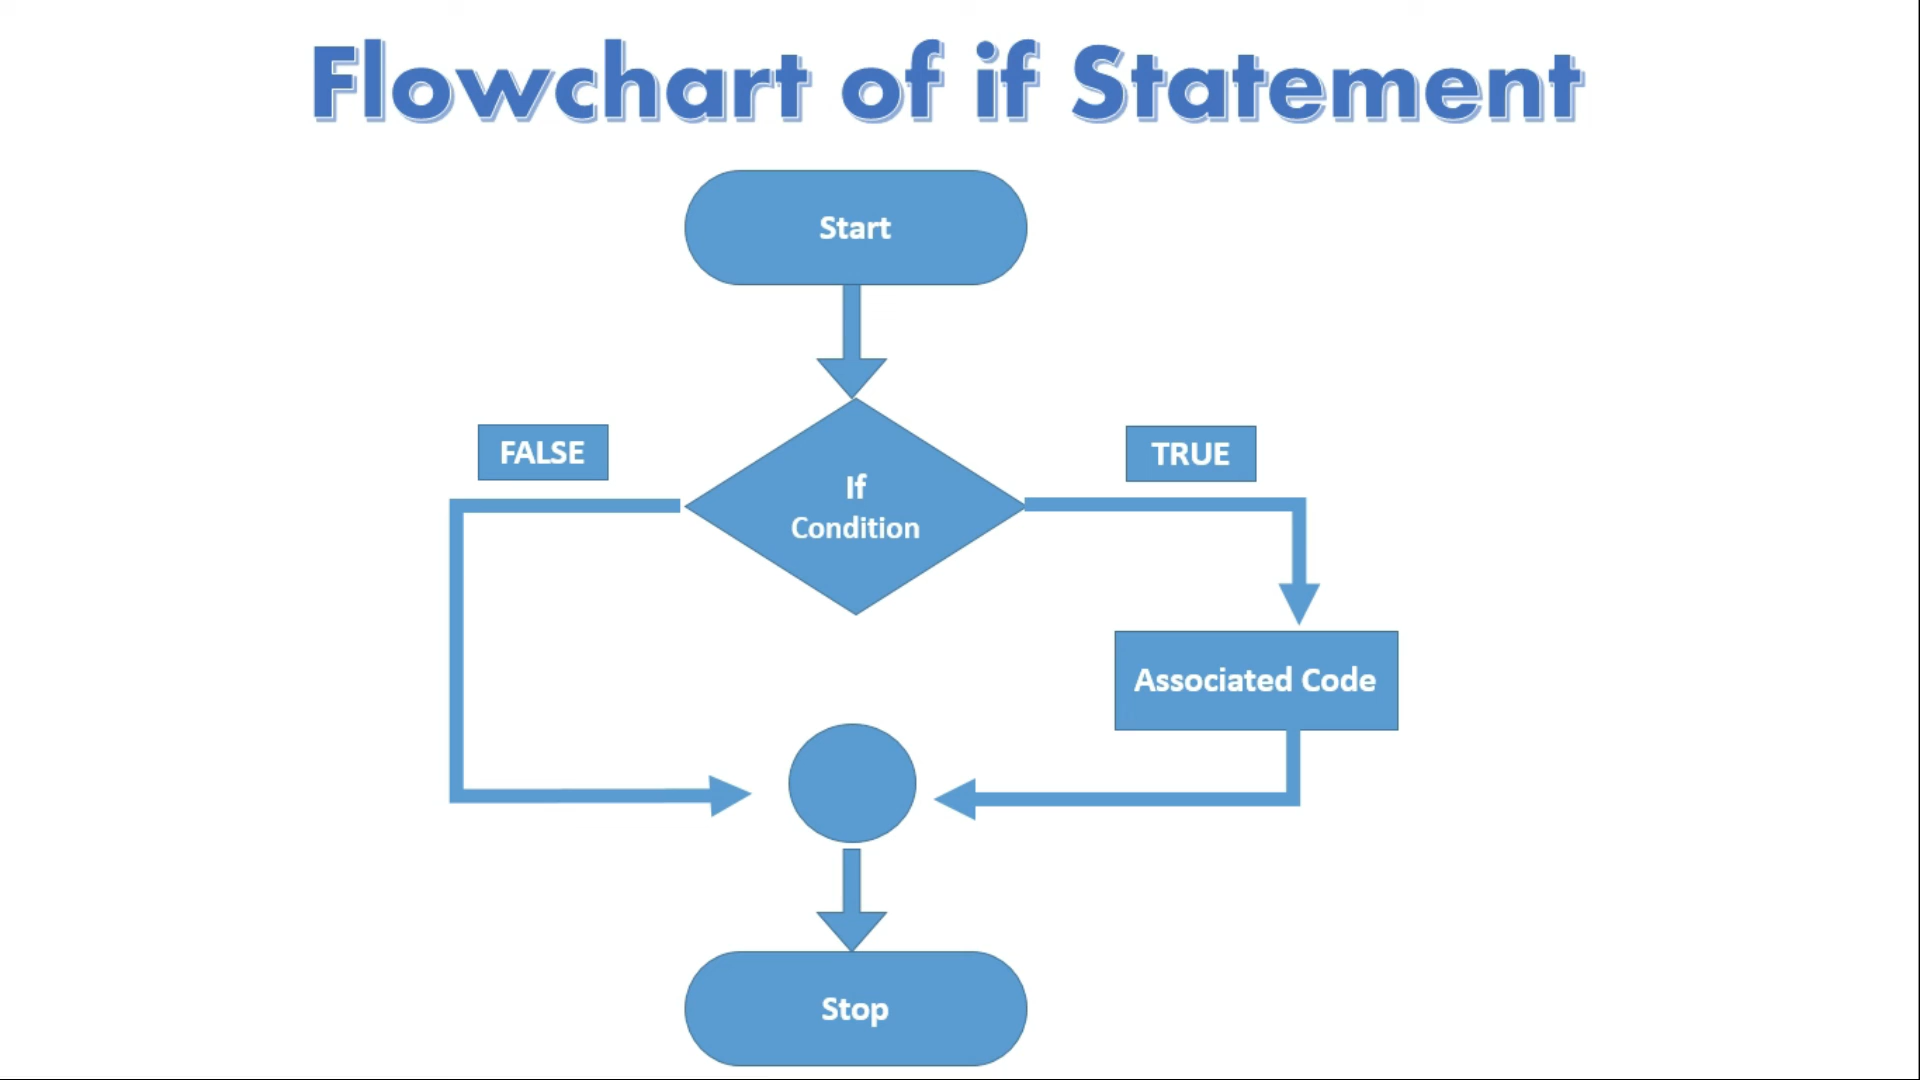 Flowchart of if Statement
Start
FALSE
TRUE
If
Condition
Associated Code
Stop